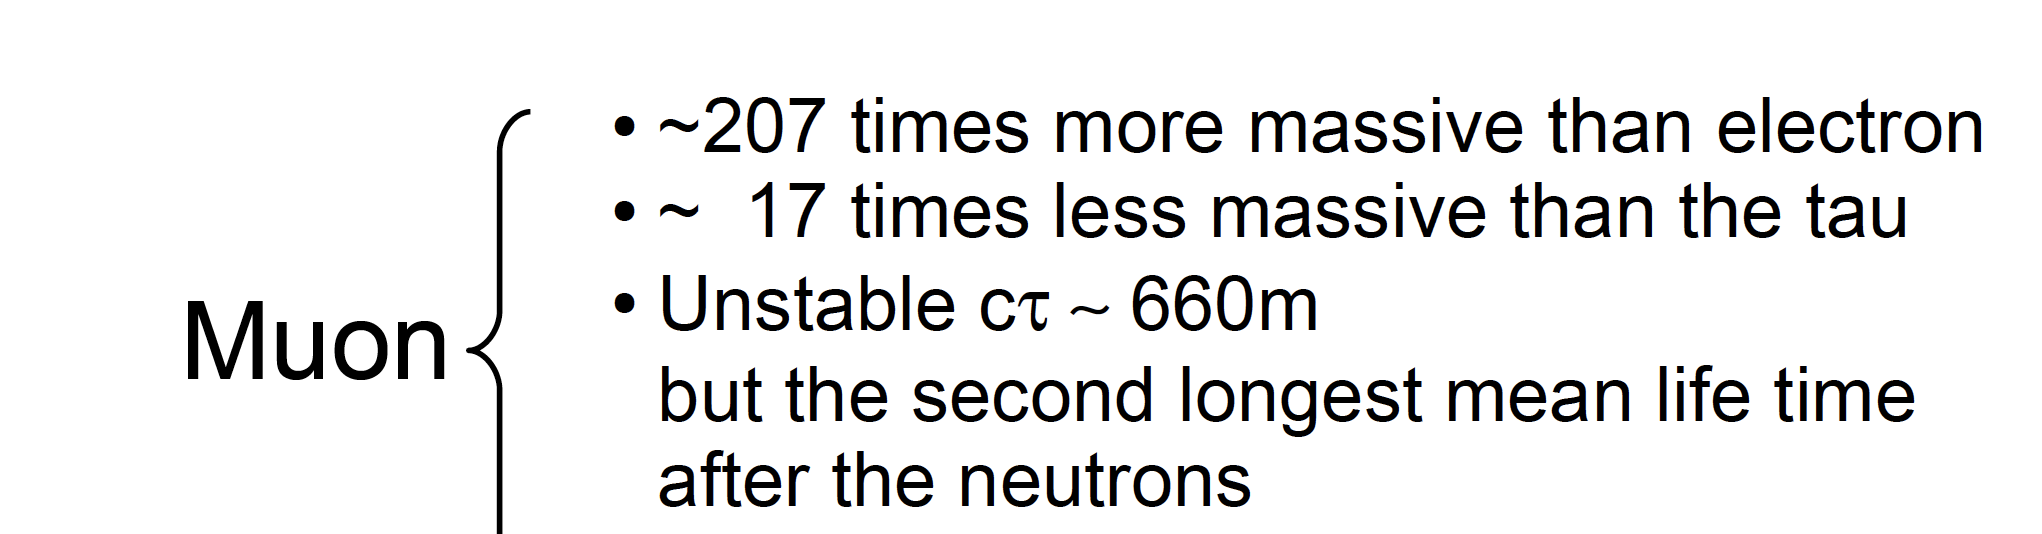 • ~207 times more massive than electron
• ~  17 times less massive than the tau
• Unstable cτ ~ 660m
Muon
but the second longest mean life time
after the neutrons